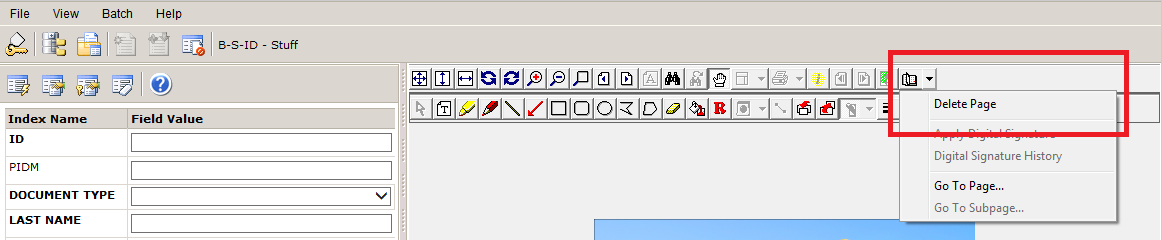 File View Batch Help
B-S-ID - Stuff
Index Name Field Value
ID
PIDM
DOCUMENT TYPE
LAST NAME
Delete Page
Apply Digital Signature
Digital Signature History
Go To Page...
Go To Subpage...